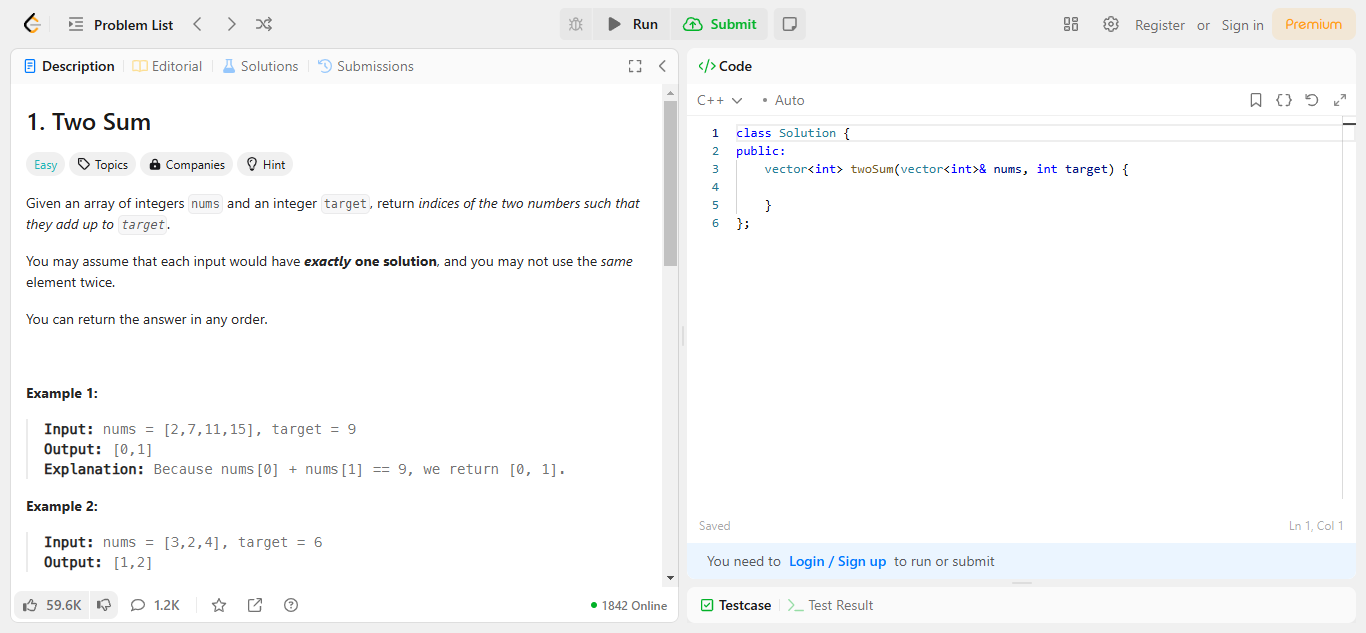 Problem List
Run
Submit
Register or Sign in
Premium
Description
Editorial
Solutions
Submissions
1. Two Sum
Easy
Topics
Companies
Hint
Given an array of integers nums and an integer target, return indices of the two numbers such that
they add up to target.
You may assume that each input would have exactly one solution, and you may not use the same
element twice.
You can return the answer in any order.
Example 1:
Input: nums = [2,7,11,15], target = 9
Output: [0,1]
Explanation: Because nums[0] + nums[1] == 9, we return [0, 1].
Example 2:
Input: nums = [3,2,4], target = 6
Output: [1,2]
59.6K
1.2K
1842 Online
</>Code
C++
• Auto
1 class Solution {
2 public:
3 vector<int> twoSum(vector<int>& nums, int target) {
4
5 }
6 };
Saved
Ln 1, Col 1
You need to Login / Sign up to run or submit
Testcase
Test Result